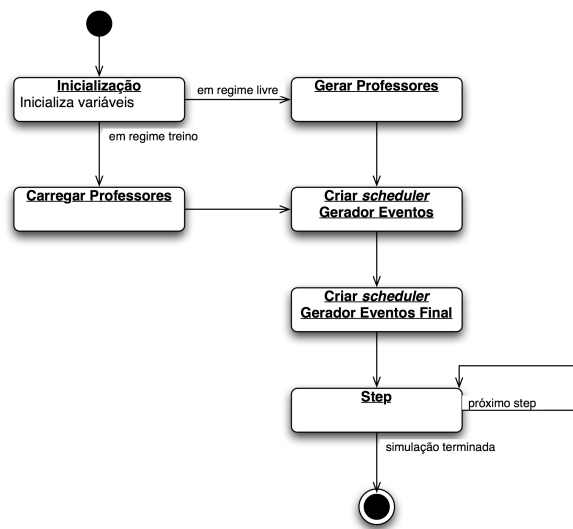 Inicialização
Inicializa variáveis
em regime livre
Gerar Professores
em regime treino
Carregar Professores
Criar scheduler
Gerador Eventos
Criar scheduler
Gerador Eventos Final
Step
próximo step
simulação terminada